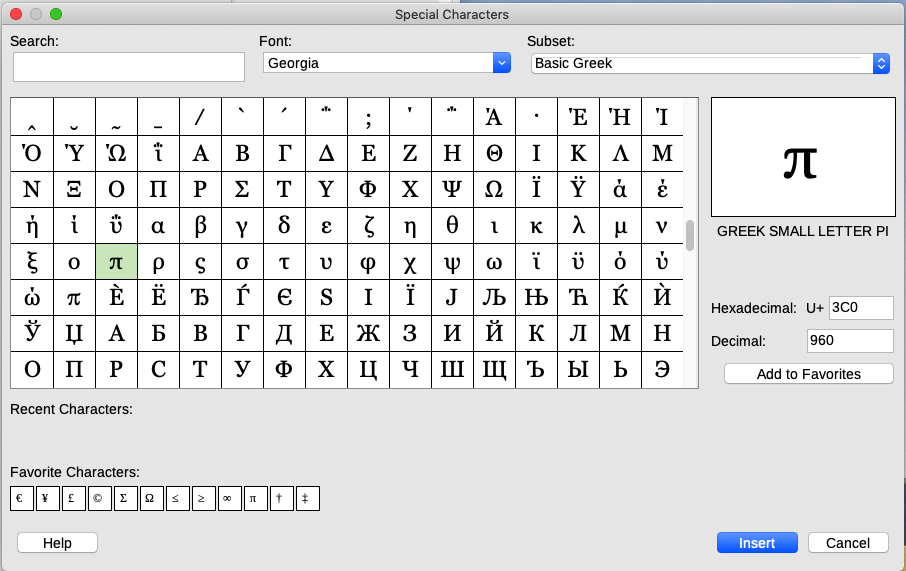 Special Characters
Search: Font: Subset:
Georgia Basic Greek
‸ ˬ ˷ ˍ / ` ´ ῍ ; ΄ ΅ Ά · Έ Ή Ί
Ό Ύ Ώ ΐ Α Β Γ Δ Ε Ζ Η Θ Ι Κ Λ Μ
Ν Ξ Ο Π Ρ Σ Τ Υ Φ Χ Ψ Ω Ϊ Ϋ ά έ
ή ί ΰ α β γ δ ε ζ η θ ι κ λ μ ν
ξ ο π ρ ς σ τ υ φ χ ψ ω ϊ ϋ ό ύ
ώ ϖ Ѐ Ё Ђ Ѓ Є Ѕ І Ї Ј Љ Њ Ћ Ќ Ѝ
Ў Џ А Б В Г Д Е Ж З И Й К Л М Н
О П Р С Т У Ф Х Ц Ч Ш Щ Ъ Ы Ь Э
π
GREEK SMALL LETTER PI
Hexadecimal: U+ 3C0
Decimal: 960
Add to Favorites
Recent Characters:
Favorite Characters:
€ ¥ £ © Σ Ω ≤ ≥ ∞ π † ‡
Help Insert Cancel